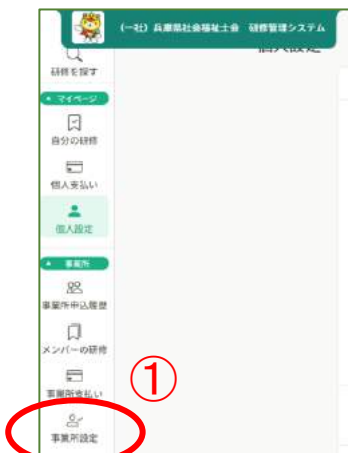 (一社) 兵庫県社会福祉士会 研修管理システム
個人設定
研修を探す
マイページ
自分の研修
個人支払い
個人設定
事業所
事業所申込履歴
メンバーの研修
事業所支払い
①
事業所設定